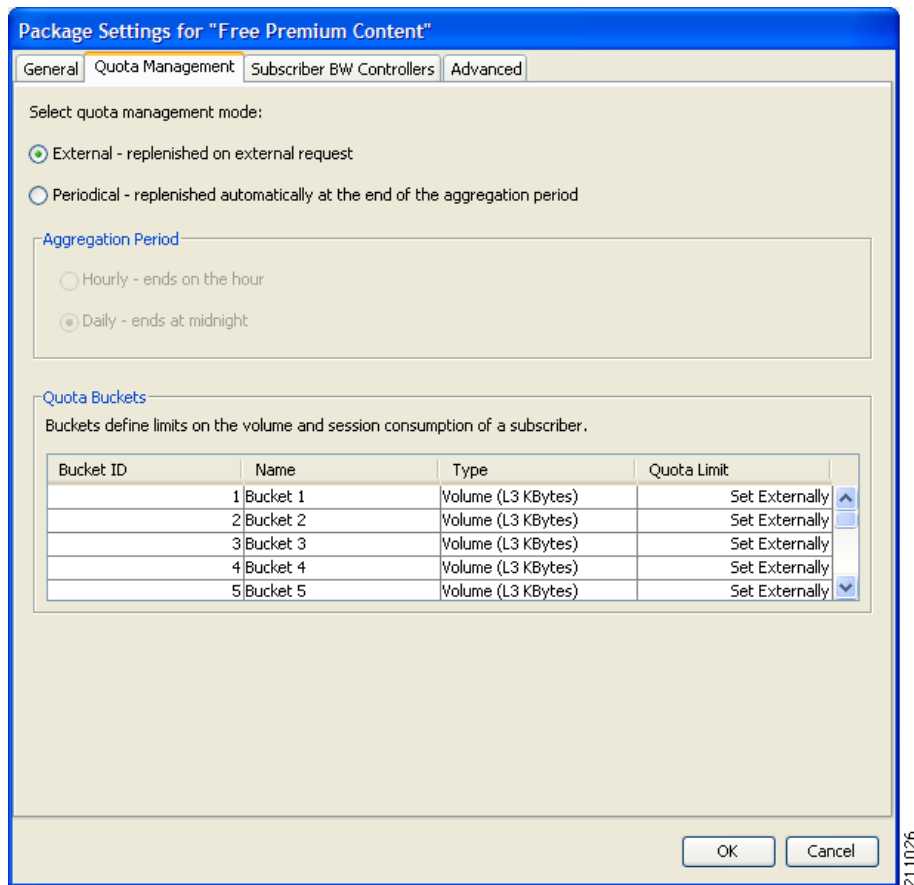 Package Settings for "Free Premium Content"
General Quota Management Subscriber BW Controllers Advanced
Select quota management mode:
External - replenished on external request
Periodical - replenished automatically at the end of the aggregation period
Aggregation Period
Hourly - ends on the hour
Daily - ends at midnight
Quota Buckets
Buckets define limits on the volume and session consumption of a subscriber.
Bucket ID Name Type Quota Limit
1 Bucket 1 Volume (L3 KBytes) Set Externally
2 Bucket 2 Volume (L3 KBytes) Set Externally
3 Bucket 3 Volume (L3 KBytes) Set Externally
4 Bucket 4 Volume (L3 KBytes) Set Externally
5 Bucket 5 Volume (L3 KBytes) Set Externally
OK Cancel
211026